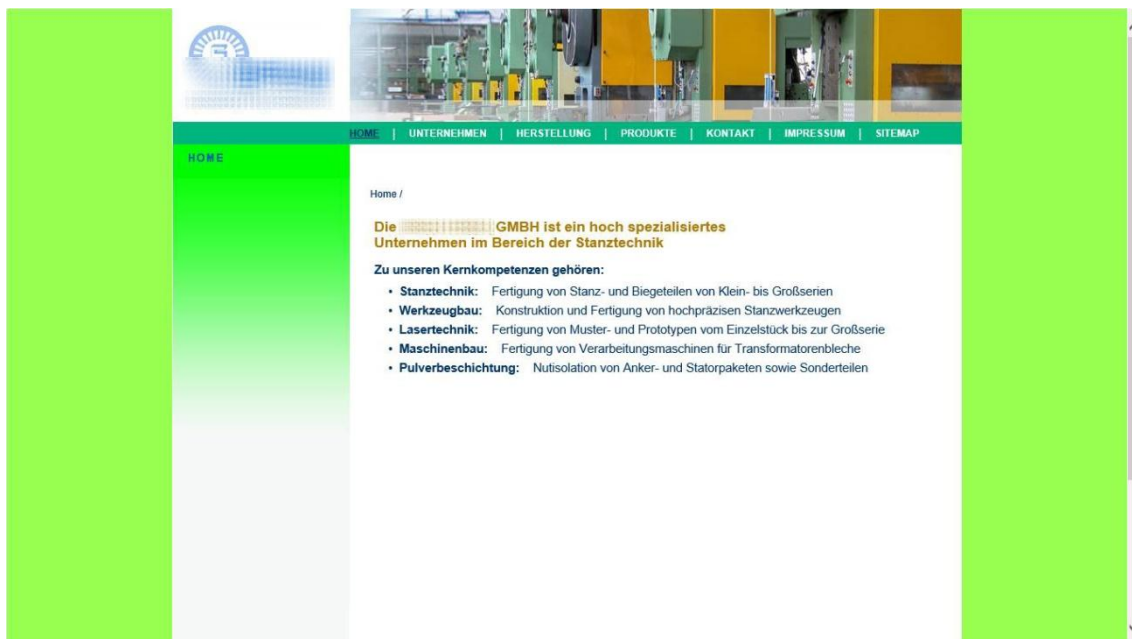 HOME | UNTERNEHMEN | HERSTELLUNG | PRODUKTE | KONTAKT | IMPRESSUM | SITEMAP
HOME
Home /
Die GMBH ist ein hoch spezialisiertes
Unternehmen im Bereich der Stanztechnik
Zu unseren Kernkompetenzen gehören:
• Stanztechnik: Fertigung von Stanz- und Biegeteilen von Klein- bis Großserien
• Werkzeugbau: Konstruktion und Fertigung von hochpräzisen Stanzwerkzeugen
• Lasertechnik: Fertigung von Muster- und Prototypen vom Einzelstück bis zur Großserie
• Maschinenbau: Fertigung von Verarbeitungsmaschinen für Transformatorenbleche
• Pulverbeschichtung: Nutisolation von Anker- und Statorpaketen sowie Sonderteilen